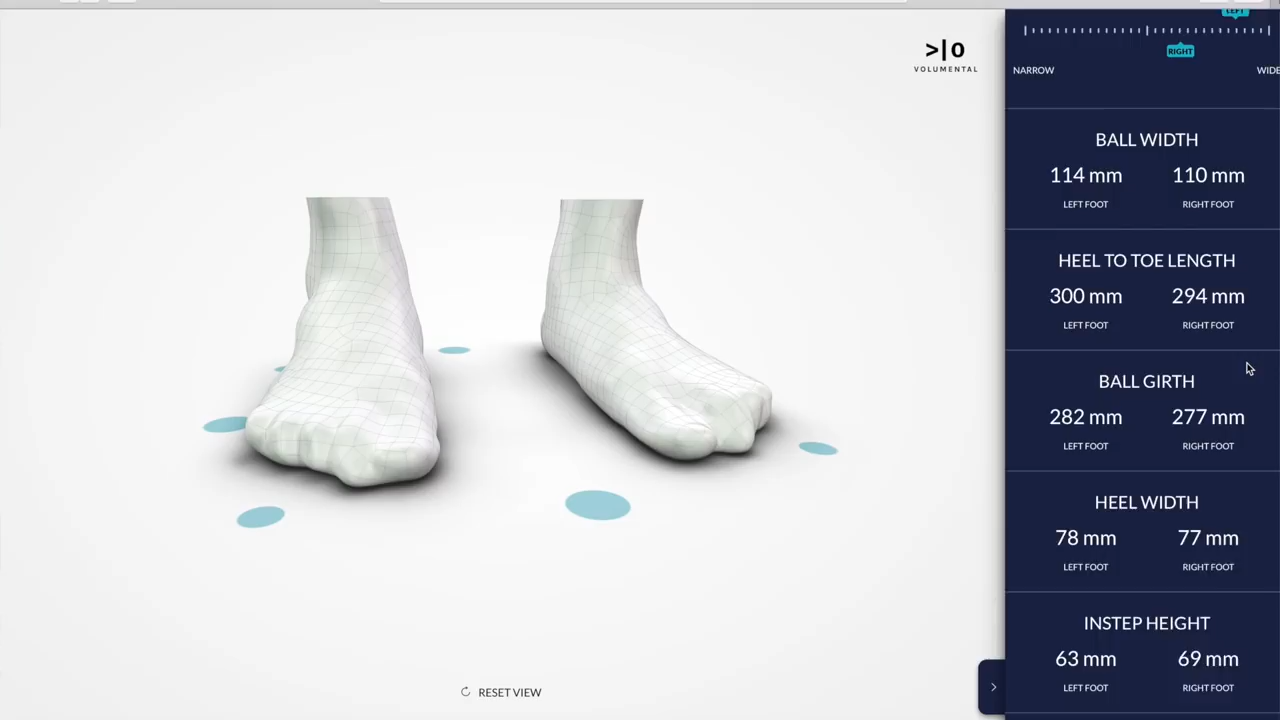 >|0
VOLUMENTAL
LEFT
RIGHT
NARROW
WIDE
BALL WIDTH
114 mm 110 mm
LEFT FOOT RIGHT FOOT
HEEL TO TOE LENGTH
300 mm 294 mm
LEFT FOOT RIGHT FOOT
BALL GIRTH
282 mm 277 mm
LEFT FOOT RIGHT FOOT
HEEL WIDTH
78 mm 77 mm
LEFT FOOT RIGHT FOOT
INSTEP HEIGHT
63 mm 69 mm
LEFT FOOT RIGHT FOOT
RESET VIEW